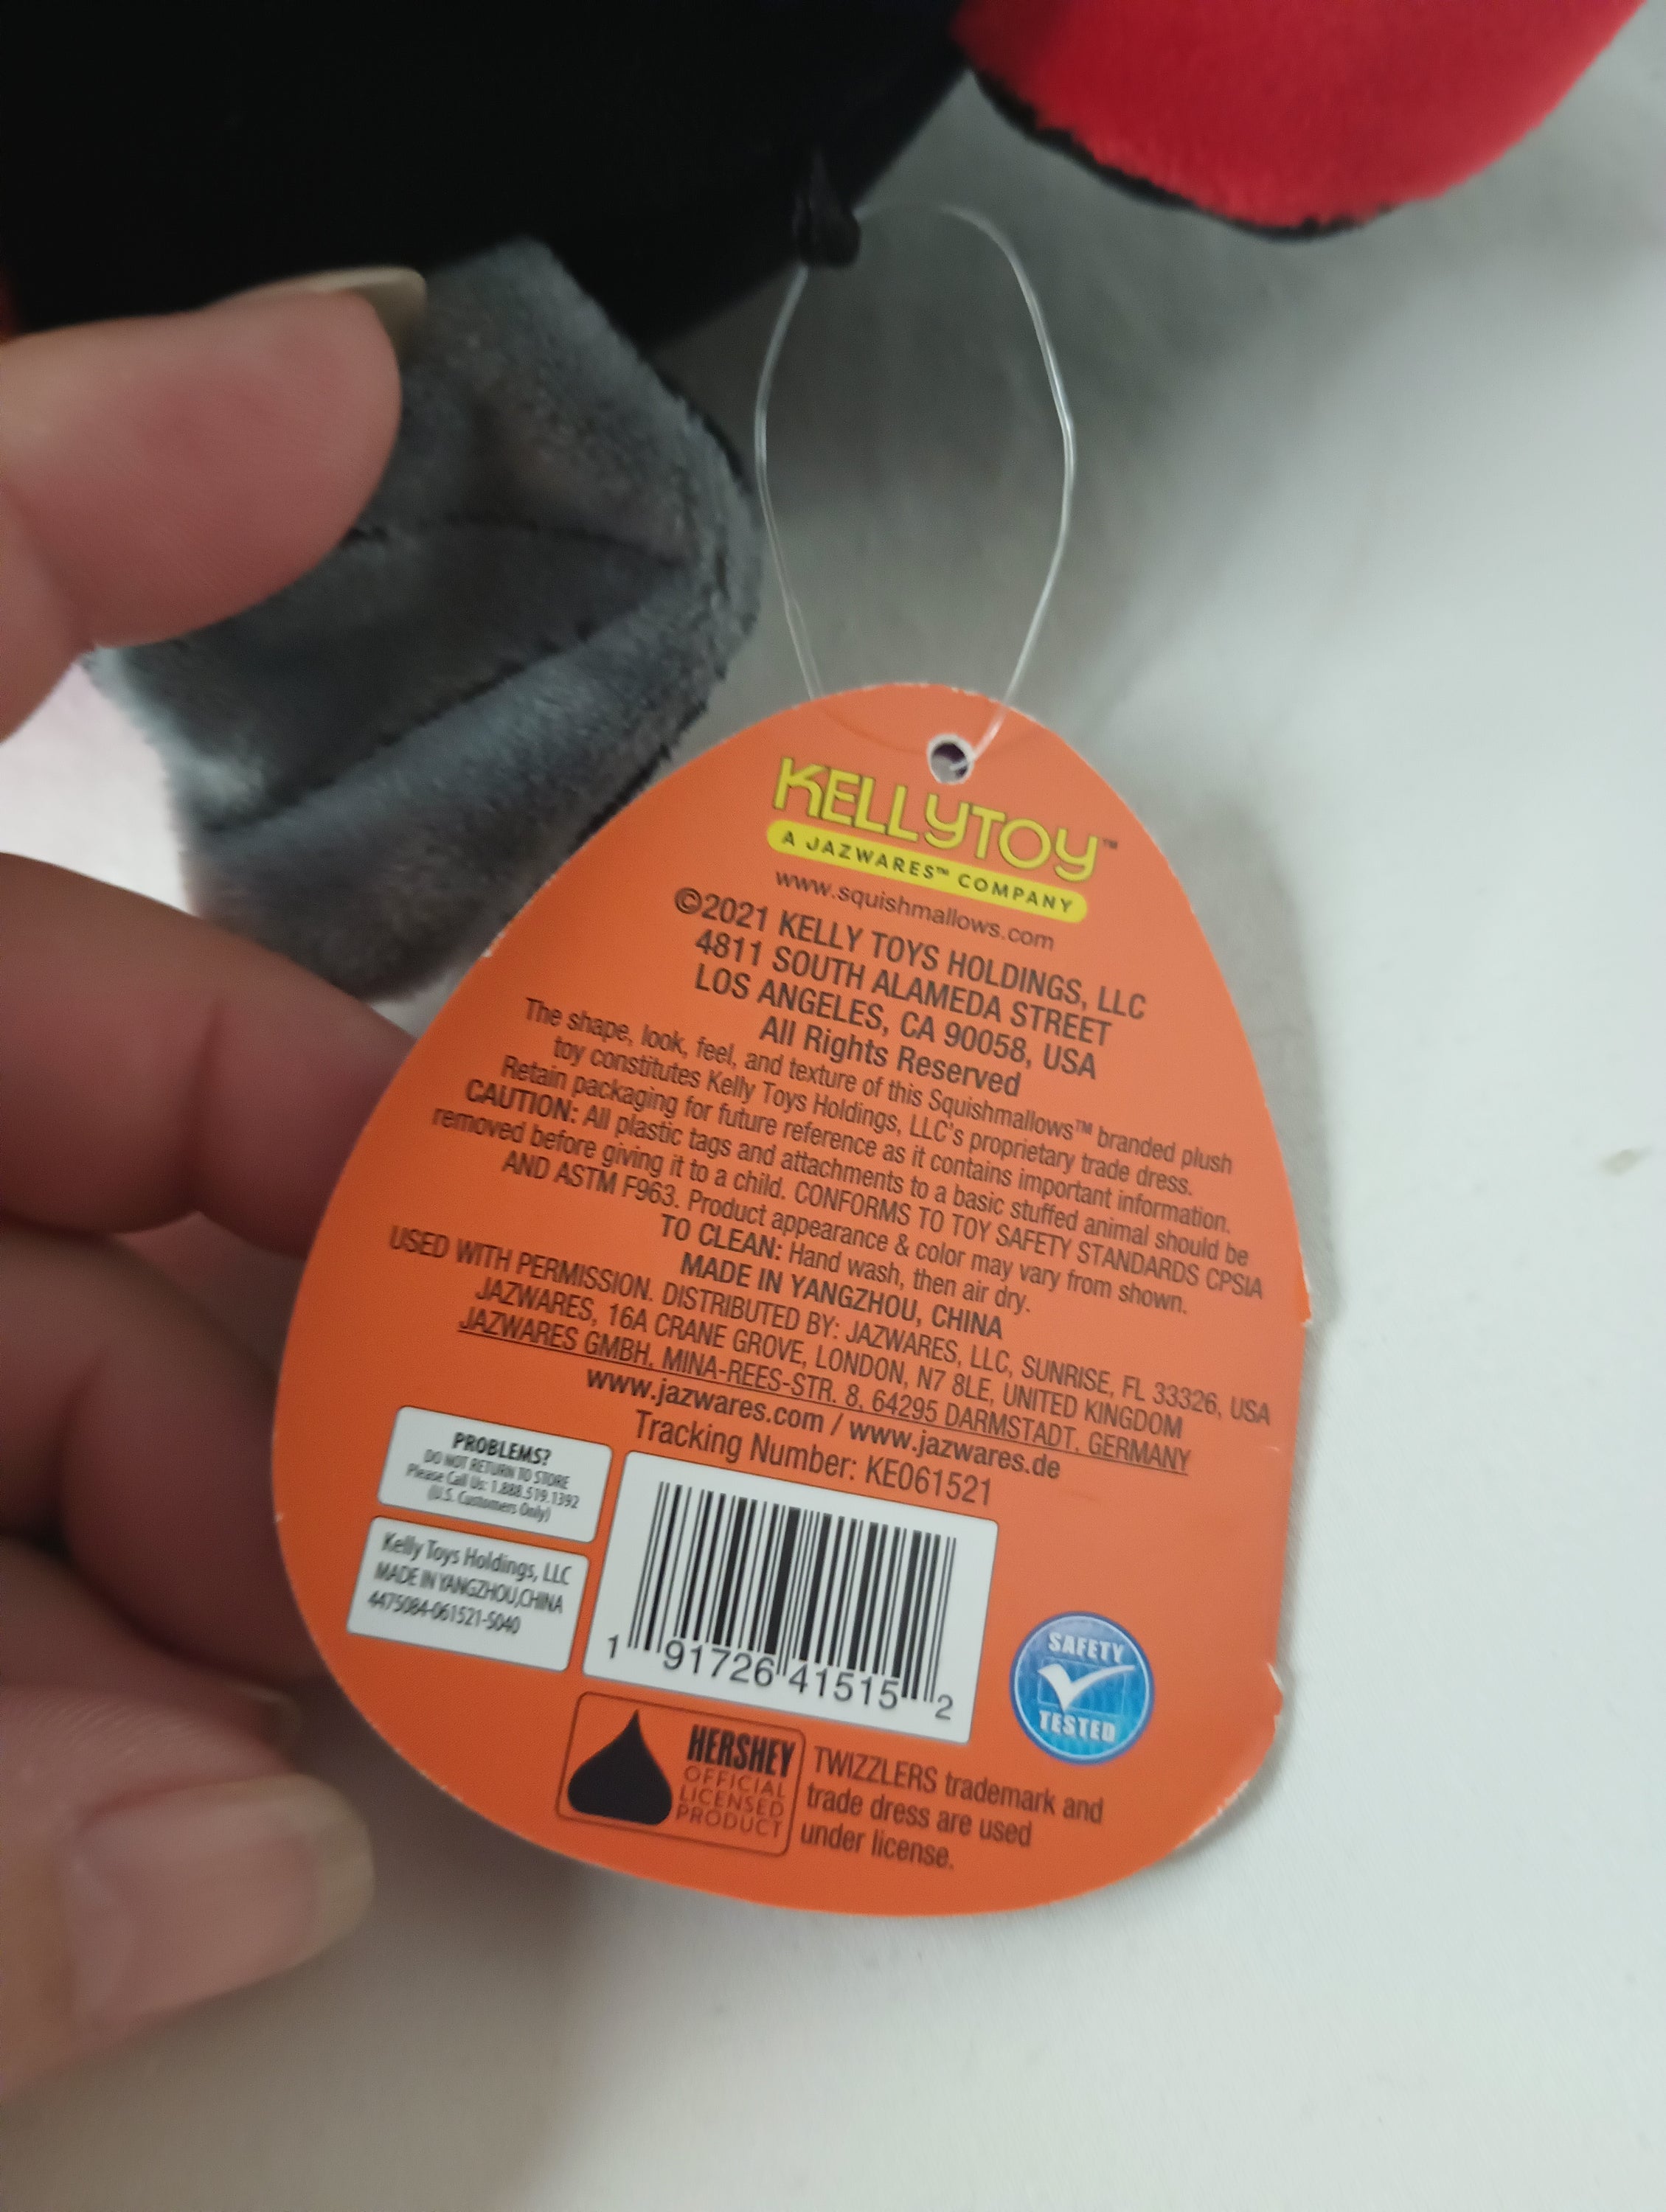 KELLYTOY™
A JAZWARES™ COMPANY
www.squishmallows.com
©2021 KELLY TOYS HOLDINGS, LLC
4811 SOUTH ALAMEDA STREET
LOS ANGELES, CA 90058, USA
All Rights Reserved
The shape, look, feel, and texture of this Squishmallows™ branded plush
toy constitutes Kelly Toys Holdings, LLC's proprietary trade dress.
Retain packaging for future reference as it contains important information.
CAUTION: All plastic tags and attachments to a basic stuffed animal should be
removed before giving it to a child. CONFORMS TO TOY SAFETY STANDARDS CPSIA
AND ASTM F963. Product appearance & color may vary from shown.
TO CLEAN: Hand wash, then air dry.
MADE IN YANGZHOU, CHINA
USED WITH PERMISSION. DISTRIBUTED BY: JAZWARES, LLC, SUNRISE, FL 33326, USA
JAZWARES, 16A CRANE GROVE, LONDON, N7 8LE, UNITED KINGDOM
JAZWARES GMBH, MINA-REES-STR. 8, 64295 DARMSTADT, GERMANY
www.jazwares.com / www.jazwares.de
Tracking Number: KE061521
PROBLEMS?
DO NOT RETURN TO STORE
Please Call Us: 1.888.519.1392
(U.S. Customers Only)
Kelly Toys Holdings, LLC
MADE IN YANGZHOU,CHINA
4475084-061521-5040
1 91726 41515 2
SAFETY
TESTED
HERSHEY
OFFICIAL
LICENSED
PRODUCT
TWIZZLERS trademark and
trade dress are used
under license.